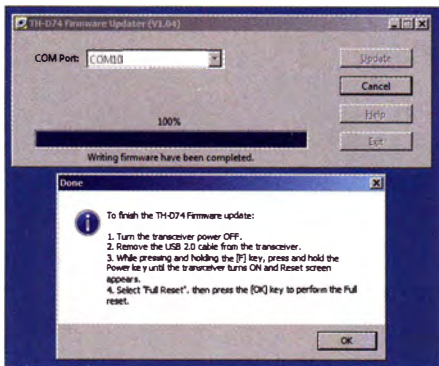 TH-D74 Firmware Updater (V1.04)
COM Port: COM10
Update
Cancel
Help
Exit
100%
Writing firmware have been completed.
Done
To finish the TH-D74 Firmware update:
1. Turn the transceiver power OFF.
2. Remove the USB 2.0 cable from the transceiver.
3. While pressing and holding the [F] key, press and hold the
Power key until the transceiver turns ON and Reset screen
appears.
4. Select "Full Reset", then press the [OK] key to perform the Full
reset.
OK